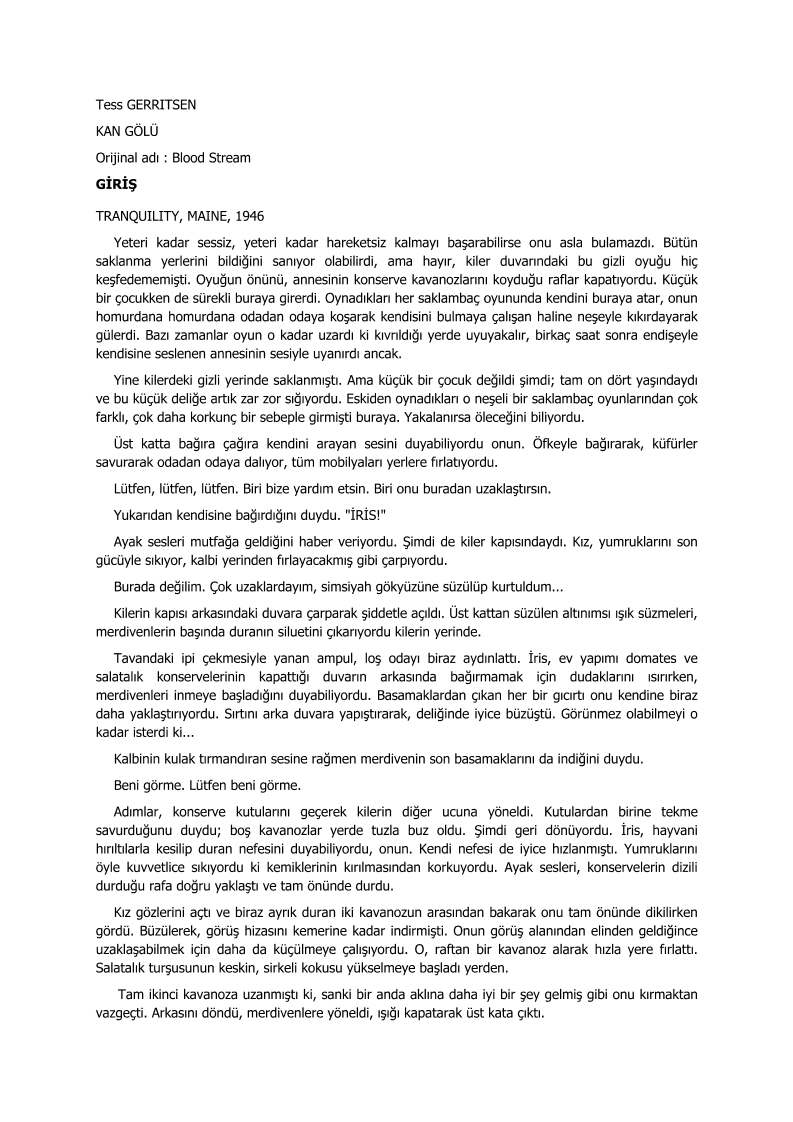 Tess GERRITSEN
KAN GÖLÜ
Orijinal adı : Blood Stream
GİRİŞ
TRANQUILITY, MAINE, 1946
Yeteri kadar sessiz, yeteri kadar hareketsiz kalmayı başarabilirse onu asla bulamazdı. Bütün
saklanma yerlerini bildiğini sanıyor olabilirdi, ama hayır, kiler duvarındaki bu gizli oyuğu hiç
keşfedememişti. Oyuğun önünü, annesinin konserve kavanozlarını koyduğu raflar kapatıyordu. Küçük
bir çocukken de sürekli buraya girerdi. Oynadıkları her saklambaç oyununda kendini buraya atar, onun
homurdana homurdana odadan odaya koşarak kendisini bulmaya çalışan haline neşeyle kıkırdayarak
gülerdi. Bazı zamanlar oyun o kadar uzardı ki kıvrıldığı yerde uyuyakalır, birkaç saat sonra endişeyle
kendisine seslenen annesinin sesiyle uyanırdı ancak.
Yine kilerdeki gizli yerinde saklanmıştı. Ama küçük bir çocuk değildi şimdi; tam on dört yaşındaydı
ve bu küçük deliğe artık zar zor sığıyordu. Eskiden oynadıkları o neşeli bir saklambaç oyunlarından çok
farklı, çok daha korkunç bir sebeple girmişti buraya. Yakalanırsa öleceğini biliyordu.
Üst katta bağıra çağıra kendini arayan sesini duyabiliyordu onun. Öfkeyle bağırarak, küfürler
savurarak odadan odaya dalıyor, tüm mobilyaları yerlere fırlatıyordu.
Lütfen, lütfen, lütfen. Biri bize yardım etsin. Biri onu buradan uzaklaştırsın.
Yukarıdan kendisine bağırdığını duydu. "İRİS!"
Ayak sesleri mutfağa geldiğini haber veriyordu. Şimdi de kiler kapısındaydı. Kız, yumruklarını son
gücüyle sıkıyor, kalbi yerinden fırlayacakmış gibi çarpıyordu.
Burada değilim. Çok uzaklardayım, simsiyah gökyüzüne süzülüp kurtuldum...
Kilerin kapısı arkasındaki duvara çarparak şiddetle açıldı. Üst kattan süzülen altınımsı ışık süzmeleri,
merdivenlerin başında duranın siluetini çıkarıyordu kilerin yerinde.
Tavandaki ipi çekmesiyle yanan ampul, loş odayı biraz aydınlattı. İris, ev yapımı domates ve
salatalık konservelerinin kapattığı duvarın arkasında bağırmamak için dudaklarını ısırırken,
merdivenleri inmeye başladığını duyabiliyordu. Basamaklardan çıkan her bir gıcırtı onu kendine biraz
daha yaklaştırıyordu. Sırtını arka duvara yapıştırarak, deliğinde iyice büzüştü. Görünmez olabilmeyi o
kadar isterdi ki...
Kalbinin kulak tırmandıran sesine rağmen merdivenin son basamaklarını da indiğini duydu.
Beni görme. Lütfen beni görme.
Adımlar, konserve kutularını geçerek kilerin diğer ucuna yöneldi. Kutulardan birine tekme
savurduğunu duydu; boş kavanozlar yerde tuzla buz oldu. Şimdi geri dönüyordu. İris, hayvani
hırıltılarla kesilip duran nefesini duyabiliyordu, onun. Kendi nefesi de iyice hızlanmıştı. Yumruklarını
öyle kuvvetlice sıkıyordu ki kemiklerinin kırılmasından korkuyordu. Ayak sesleri, konservelerin dizili
durduğu rafa doğru yaklaştı ve tam önünde durdu.
Kız gözlerini açtı ve biraz ayrık duran iki kavanozun arasından bakarak onu tam önünde dikilirken
gördü. Büzülerek, görüş hizasını kemerine kadar indirmişti. Onun görüş alanından elinden geldiğince
uzaklaşabilmek için daha da küçülmeye çalışıyordu. O, raftan bir kavanoz alarak hızla yere fırlattı.
Salatalık turşusunun keskin, sirkeli kokusu yükselmeye başladı yerden.
Tam ikinci kavanoza uzanmıştı ki, sanki bir anda aklına daha iyi bir şey gelmiş gibi onu kırmaktan
vazgeçti. Arkasını döndü, merdivenlere yöneldi, ışığı kapatarak üst kata çıktı.